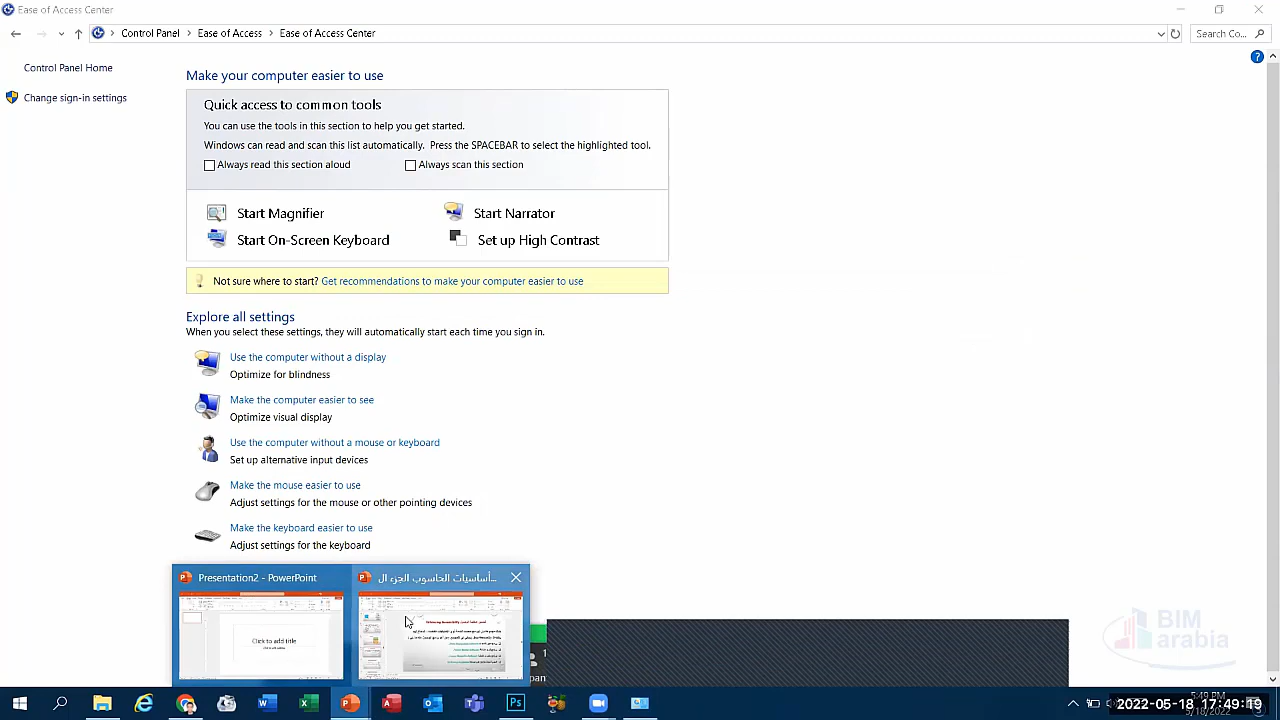 Ease of Access Center
Control Panel > Ease of Access > Ease of Access Center
Search Co...
Control Panel Home
Change sign-in settings
Make your computer easier to use
Quick access to common tools
You can use the tools in this section to help you get started.
Windows can read and scan this list automatically. Press the SPACEBAR to select the highlighted tool.
Always read this section aloud
Always scan this section
Start Magnifier
Start Narrator
Start On-Screen Keyboard
Set up High Contrast
Not sure where to start? Get recommendations to make your computer easier to use
Explore all settings
When you select these settings, they will automatically start each time you sign in.
Use the computer without a display
Optimize for blindness
Make the computer easier to see
Optimize visual display
Use the computer without a mouse or keyboard
Set up alternative input devices
Make the mouse easier to use
Adjust settings for the mouse or other pointing devices
Make the keyboard easier to use
Adjust settings for the keyboard
Presentation2 - PowerPoint
أساسيات الحاسوب الجزء ال...
Click to add title
BIM
arabia
5:49 PM
2022-05-18 17:49:19